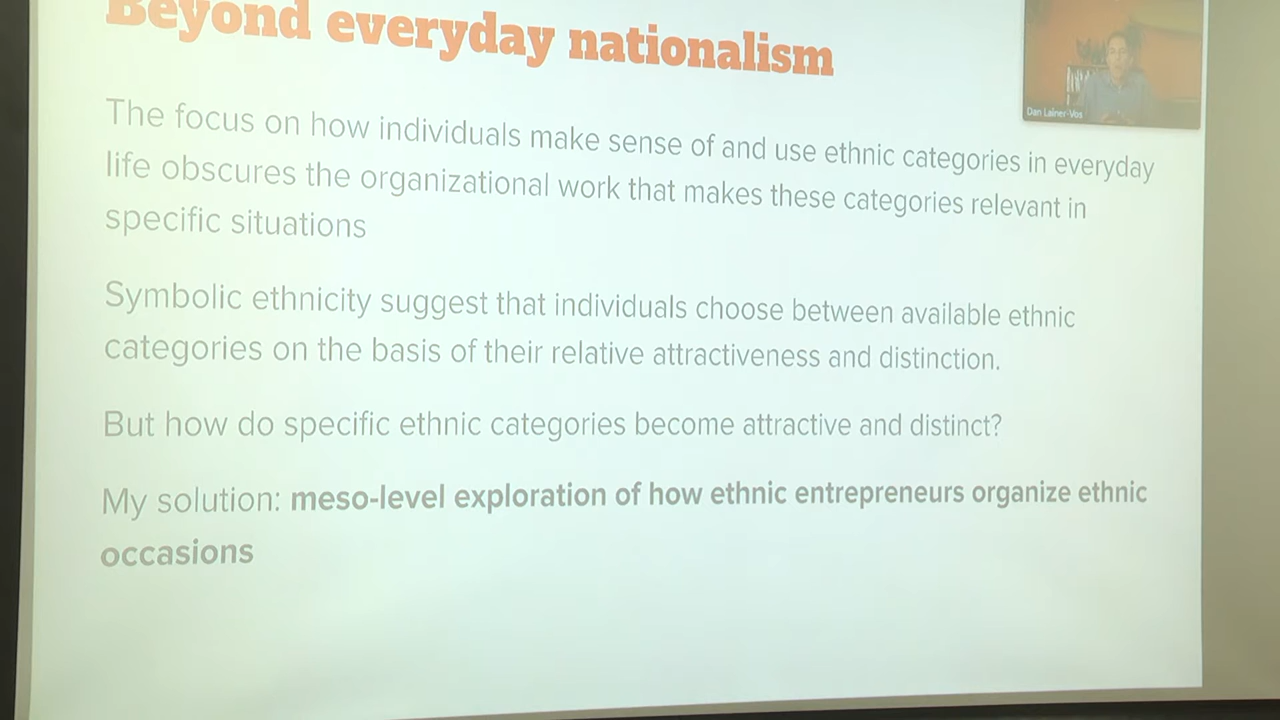 Beyond everyday nationalism
Dan Lainer-Vos
The focus on how individuals make sense of and use ethnic categories in everyday
life obscures the organizational work that makes these categories relevant in
specific situations
Symbolic ethnicity suggest that individuals choose between available ethnic
categories on the basis of their relative attractiveness and distinction.
But how do specific ethnic categories become attractive and distinct?
My solution: meso-level exploration of how ethnic entrepreneurs organize ethnic
occasions